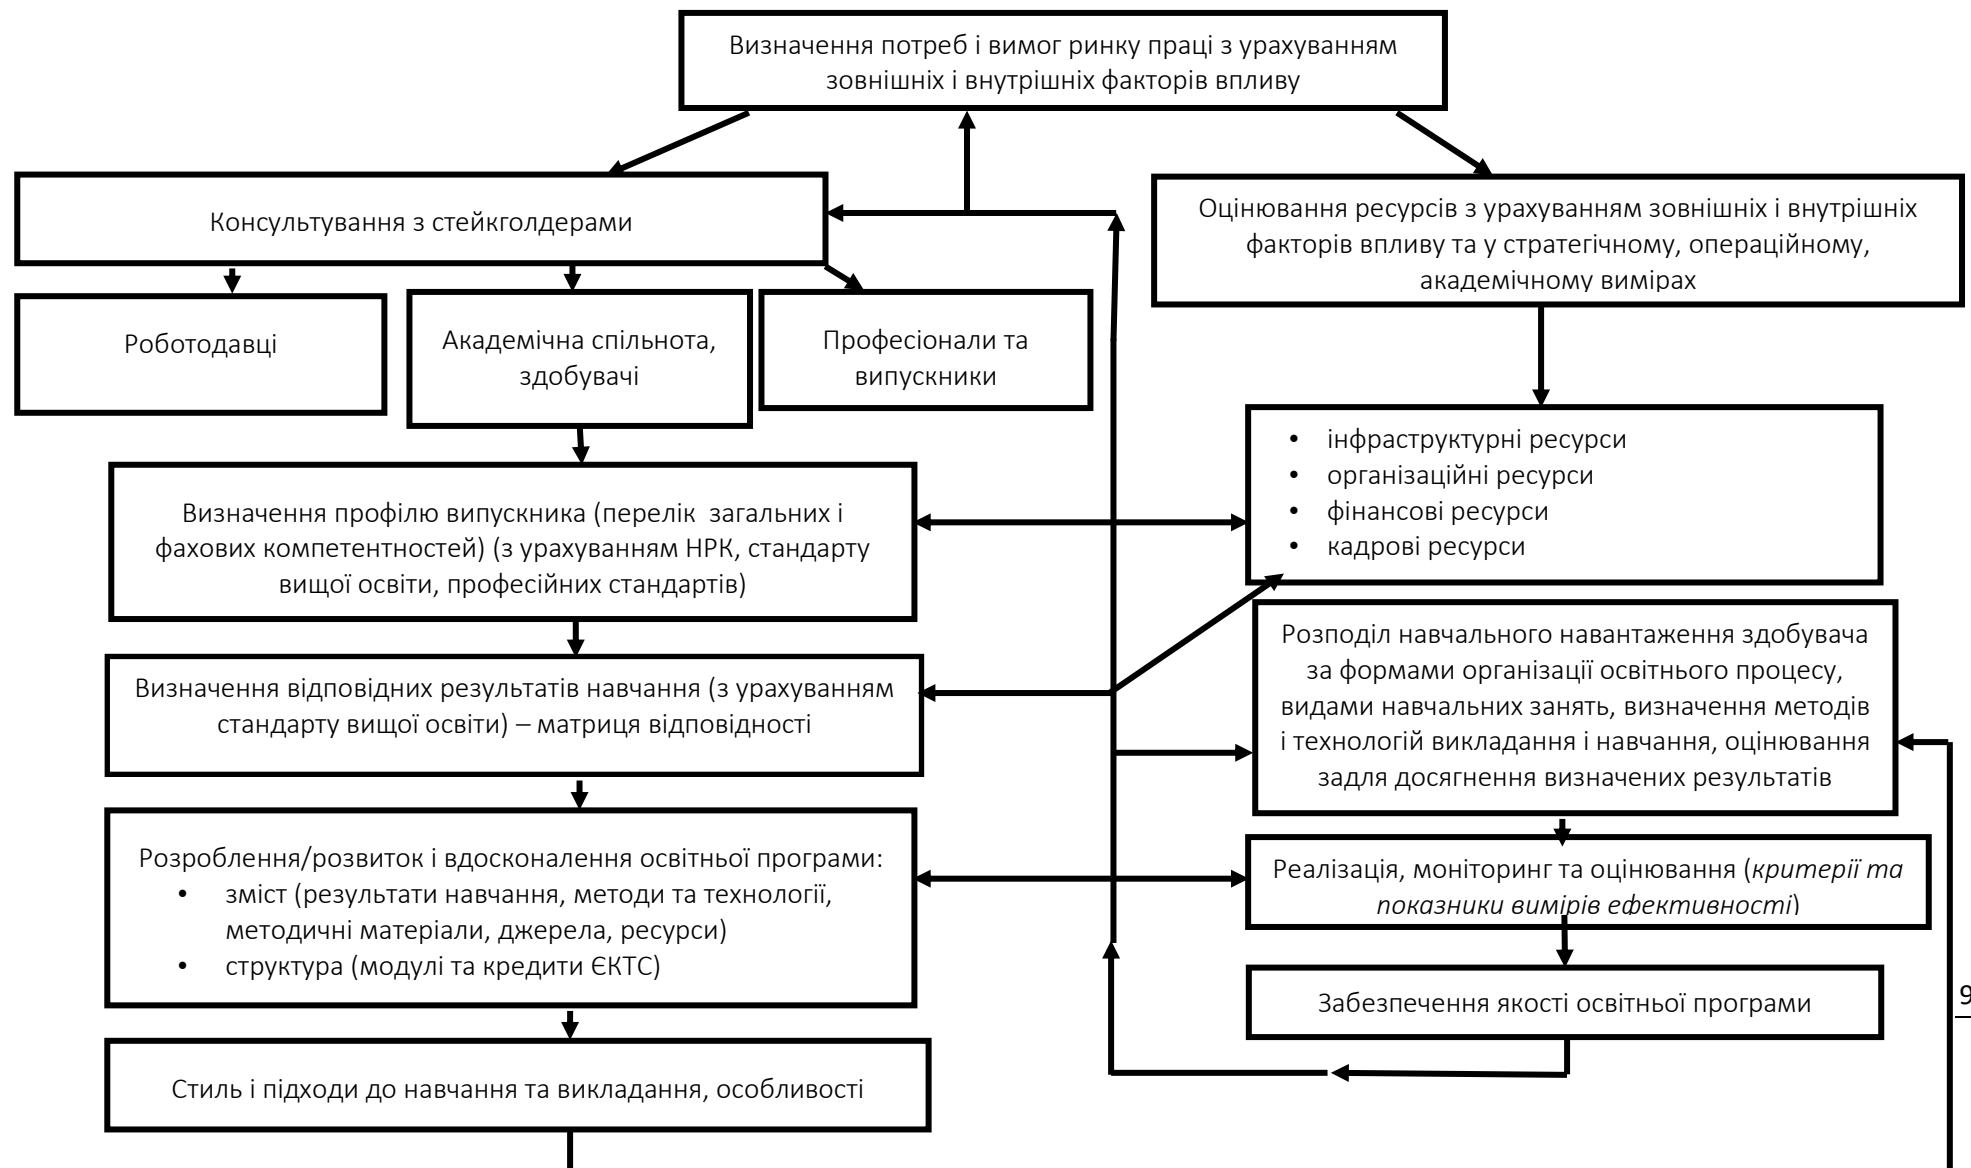 Визначення потреб і вимог ринку праці з урахуванням
зовнішніх і внутрішніх факторів впливу
Консультування з стейкголдерами
Оцінювання ресурсів з урахуванням зовнішніх і внутрішніх
факторів впливу та у стратегічному, операційному,
академічному вимірах
Роботодавці
Академічна спільнота,
здобувачі
Професіонали та
випускники
• інфраструктурні ресурси
• організаційні ресурси
• фінансові ресурси
• кадрові ресурси
Визначення профілю випускника (перелік загальних і
фахових компетентностей) (з урахуванням НРК, стандарту
вищої освіти, професійних стандартів)
Розподіл навчального навантаження здобувача
за формами організації освітнього процесу,
видами навчальних занять, визначення методів
і технологій викладання і навчання, оцінювання
задля досягнення визначених результатів
Визначення відповідних результатів навчання (з урахуванням
стандарту вищої освіти) – матриця відповідності
Розроблення/розвиток і вдосконалення освітньої програми:
• зміст (результати навчання, методи та технології,
методичні матеріали, джерела, ресурси)
• структура (модулі та кредити ЄКТС)
Реалізація, моніторинг та оцінювання (критерії та
показники вимірів ефективності)
Забезпечення якості освітньої програми
9
Стиль і підходи до навчання та викладання, особливості